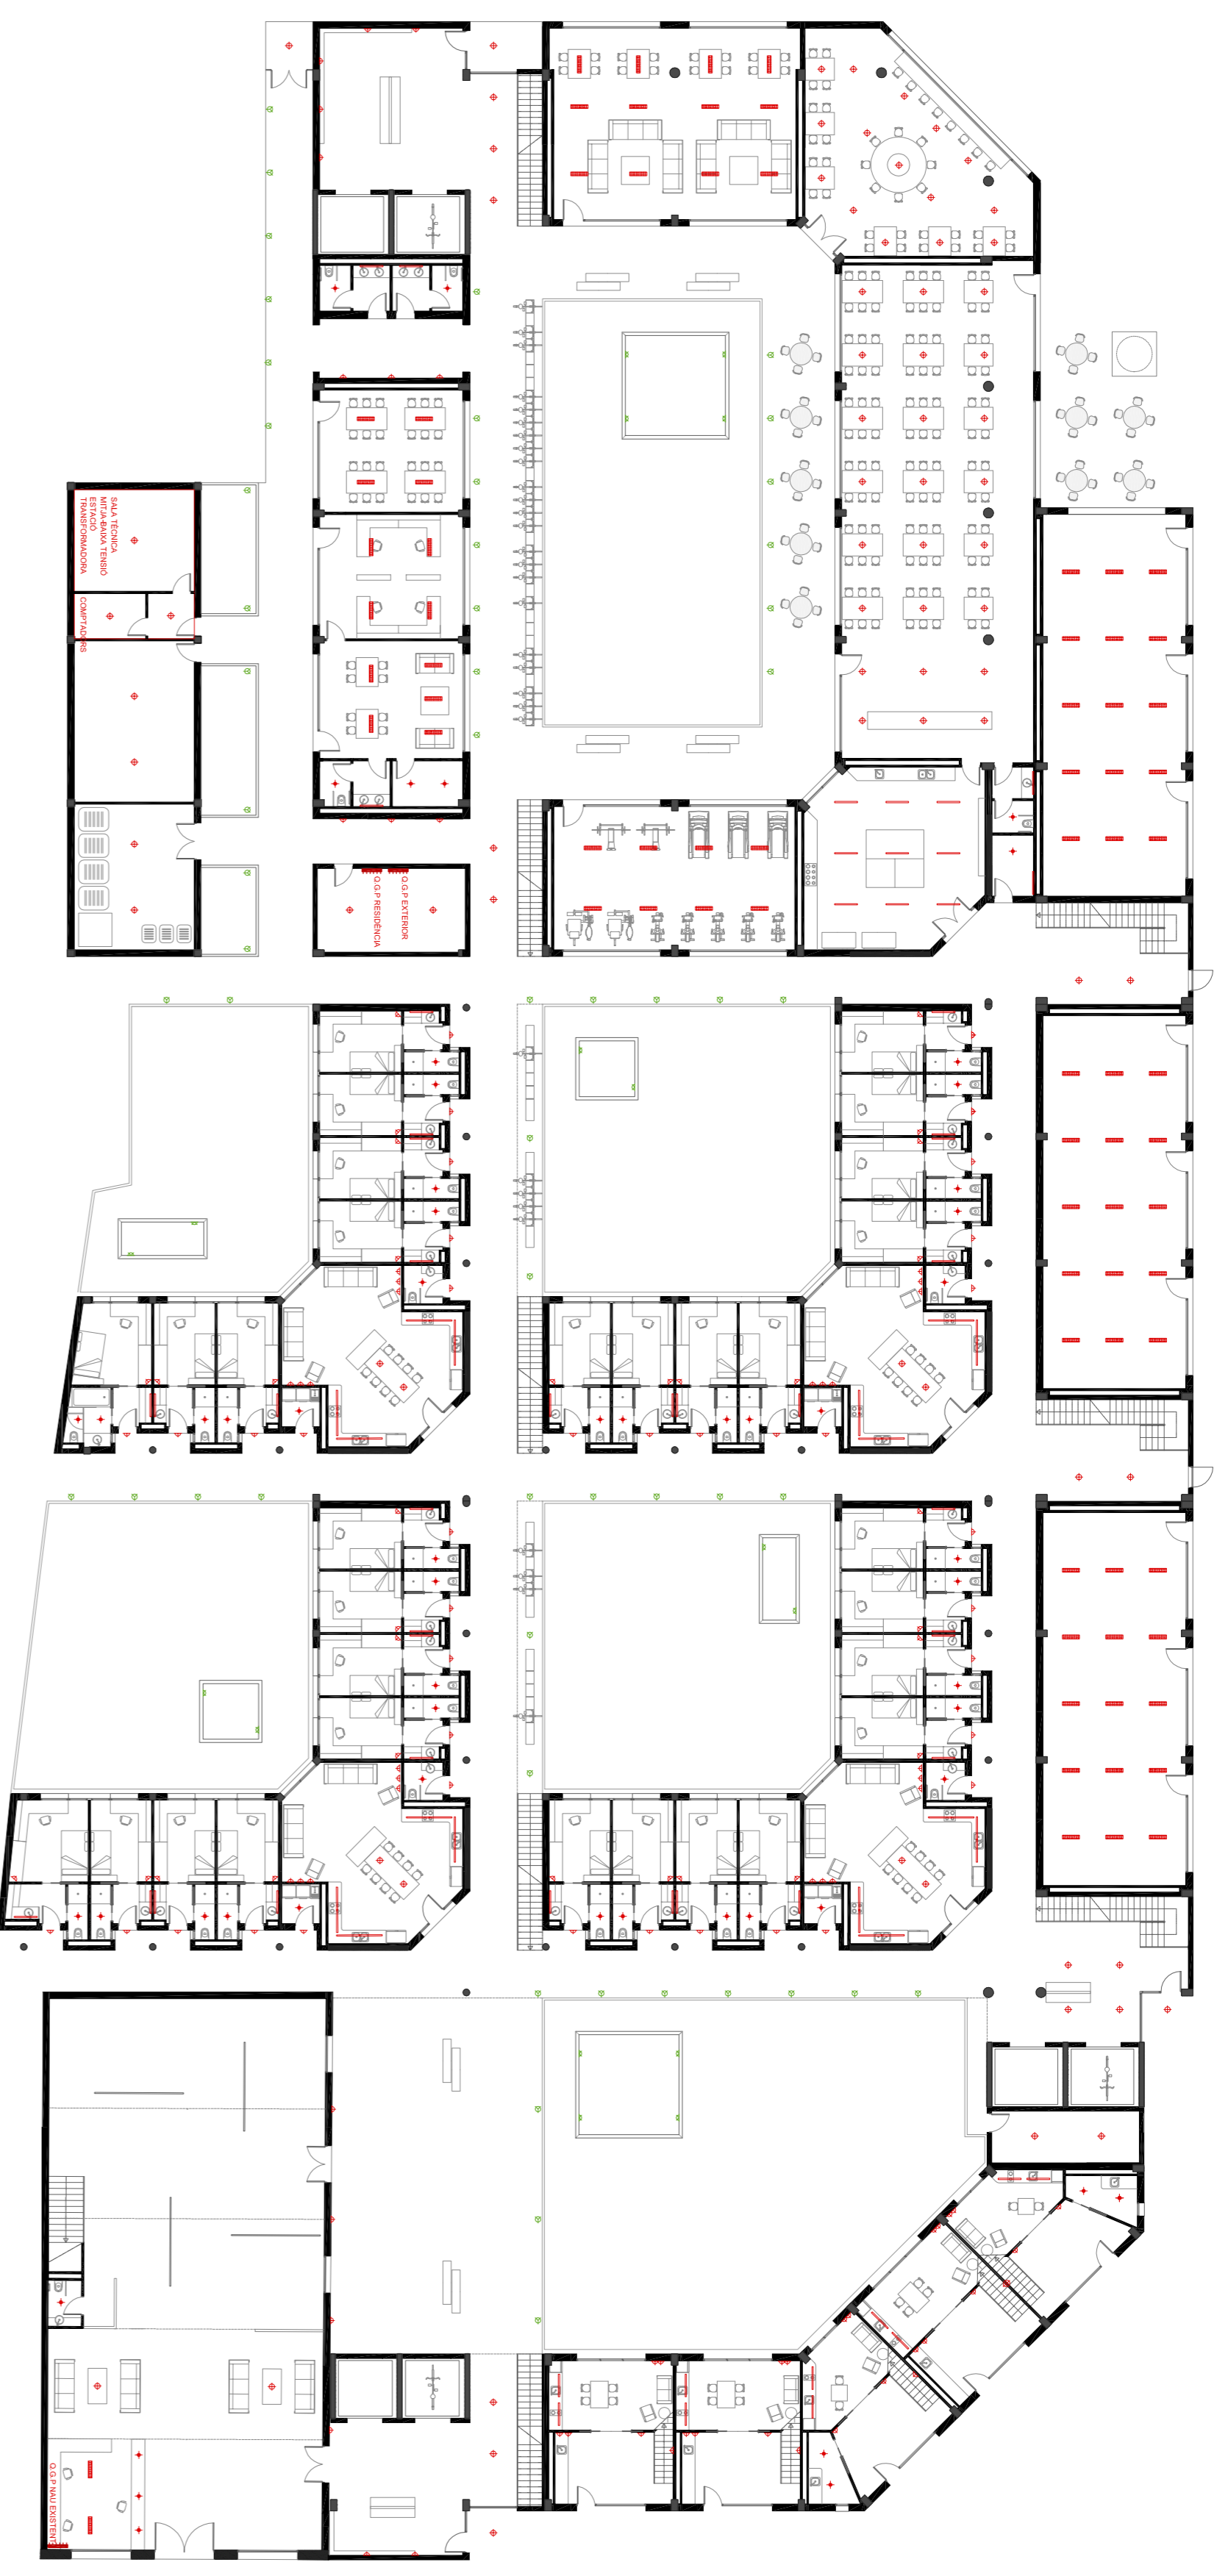 SALA TÈCNICA
MITJA-BAIXA TENSIÓ
ESTACIÓ
TRANSFORMADORA
COMPTADORS
Q.G.P EXTERIOR
Q.G.P RESIDÈNCIA
Q.G.P NAU EXISTENT